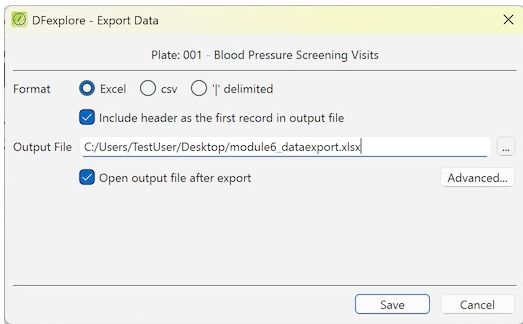 DFexplore - Export Data
Plate: 001 - Blood Pressure Screening Visits
Format Excel csv '|' delimited
Include header as the first record in output file
Output File C:/Users/TestUser/Desktop/module6_dataexport.xlsx ...
Open output file after export Advanced...
Save Cancel